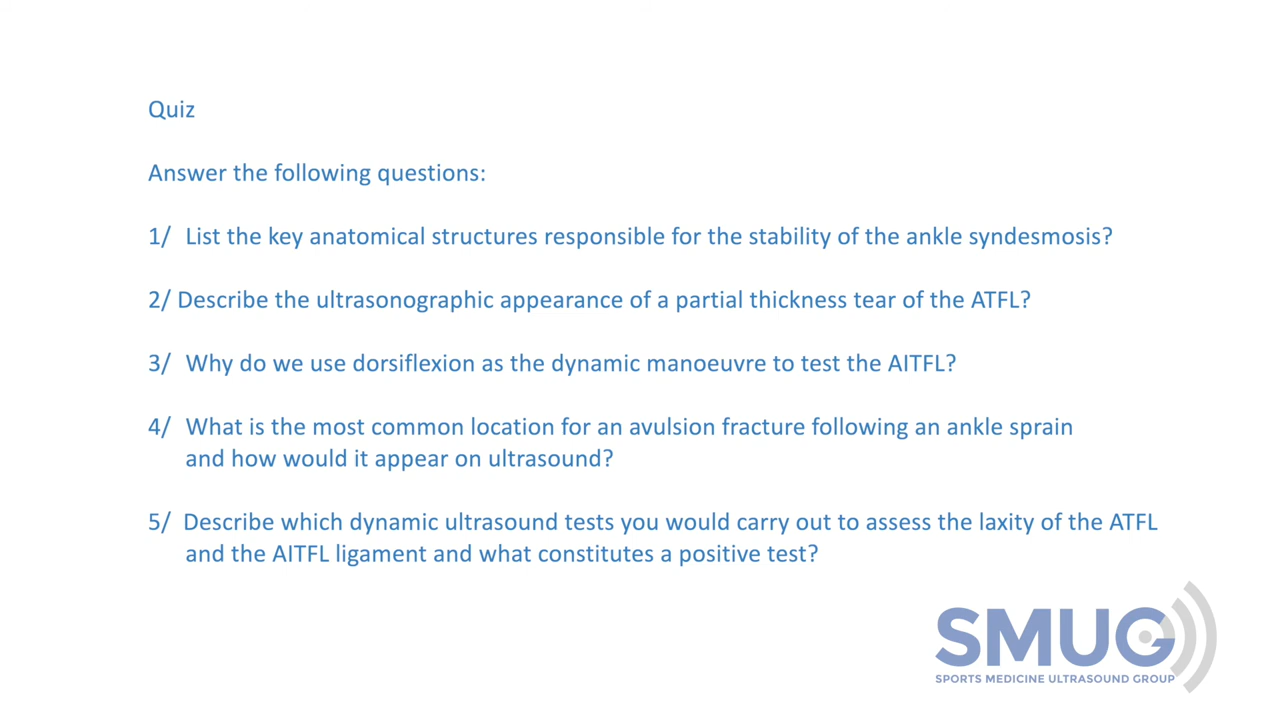 Quiz
Answer the following questions:
1/ List the key anatomical structures responsible for the stability of the ankle syndesmosis?
2/ Describe the ultrasonographic appearance of a partial thickness tear of the ATFL?
3/ Why do we use dorsiflexion as the dynamic manoeuvre to test the AITFL?
4/ What is the most common location for an avulsion fracture following an ankle sprain
and how would it appear on ultrasound?
5/ Describe which dynamic ultrasound tests you would carry out to assess the laxity of the ATFL
and the AITFL ligament and what constitutes a positive test?
SMUG
SPORTS MEDICINE ULTRASOUND GROUP